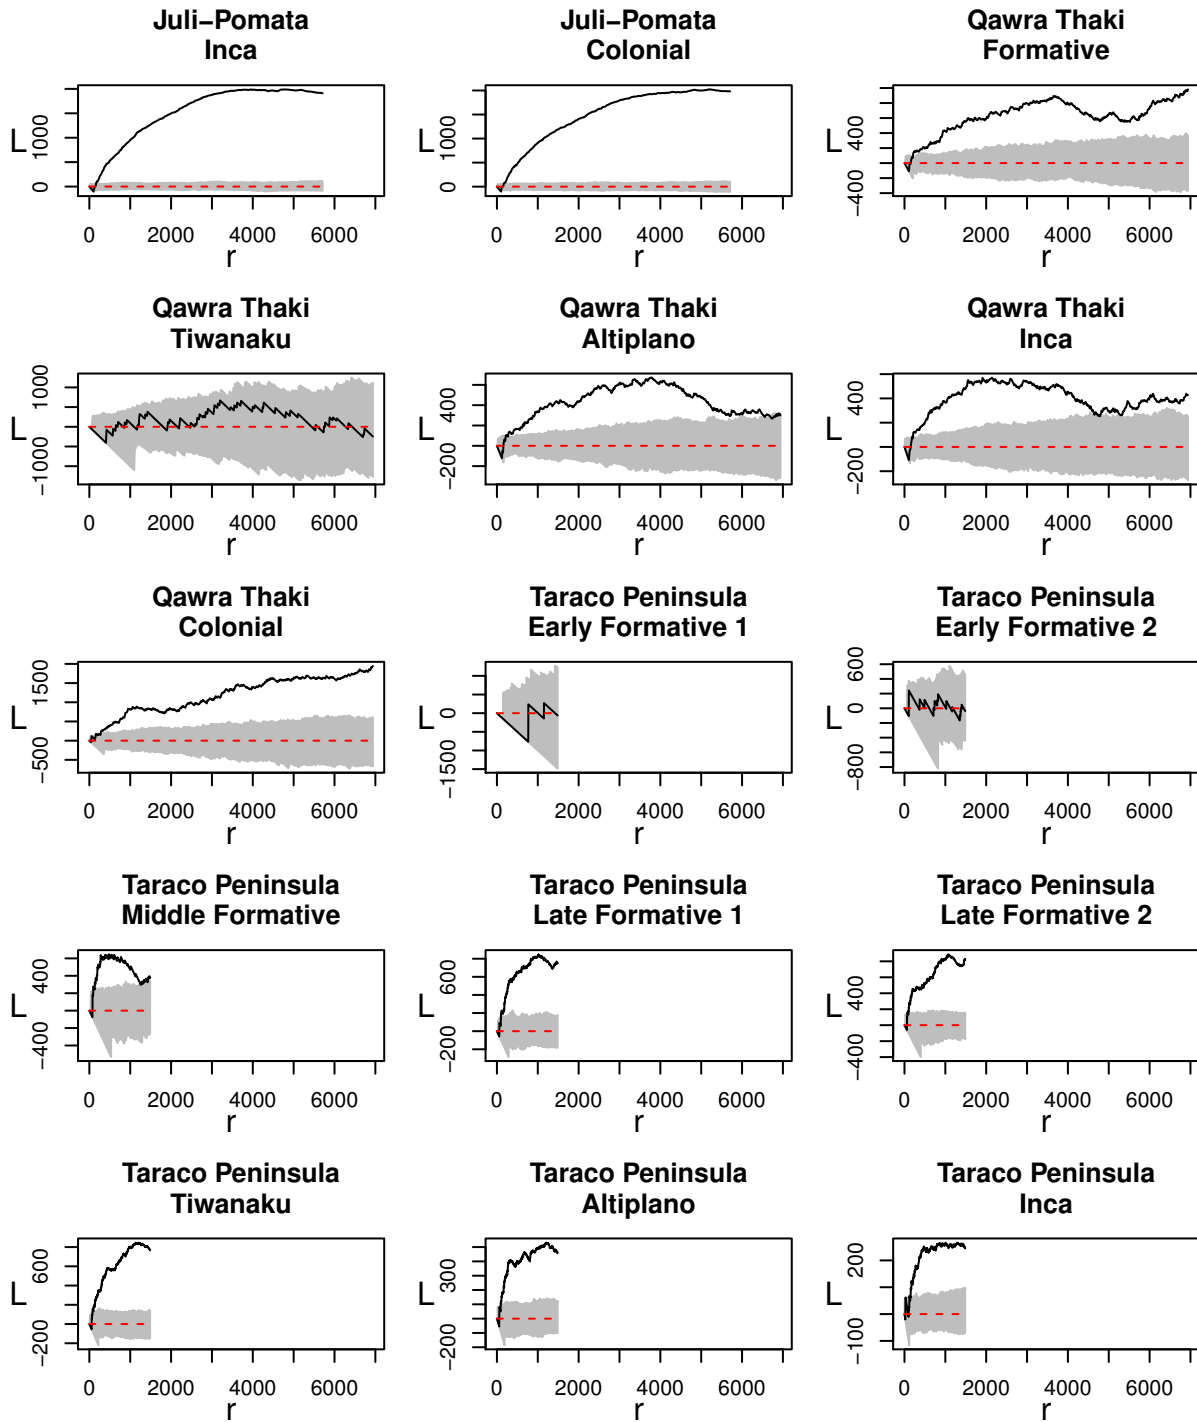 Juli−Pomata
Inca
L
0 1000
0 2000 4000 6000
r
Juli−Pomata
Colonial
L
0 1000
0 2000 4000 6000
r
Qawra Thaki
Formative
L
−400 400
0 2000 4000 6000
r
Qawra Thaki
Tiwanaku
L
−1000 1000
0 2000 4000 6000
r
Qawra Thaki
Altiplano
L
−200 400
0 2000 4000 6000
r
Qawra Thaki
Inca
L
−200 400
0 2000 4000 6000
r
Qawra Thaki
Colonial
L
−500 1500
0 2000 4000 6000
r
Taraco Peninsula
Early Formative 1
L
−1500 0
0 2000 4000 6000
r
Taraco Peninsula
Early Formative 2
L
−800 0 600
0 2000 4000 6000
r
Taraco Peninsula
Middle Formative
L
−400 400
0 2000 4000 6000
r
Taraco Peninsula
Late Formative 1
L
−200 600
0 2000 4000 6000
r
Taraco Peninsula
Late Formative 2
L
−400 400
0 2000 4000 6000
r
Taraco Peninsula
Tiwanaku
L
−200 600
0 2000 4000 6000
r
Taraco Peninsula
Altiplano
L
−200 300
0 2000 4000 6000
r
Taraco Peninsula
Inca
L
−100 200
0 2000 4000 6000
r